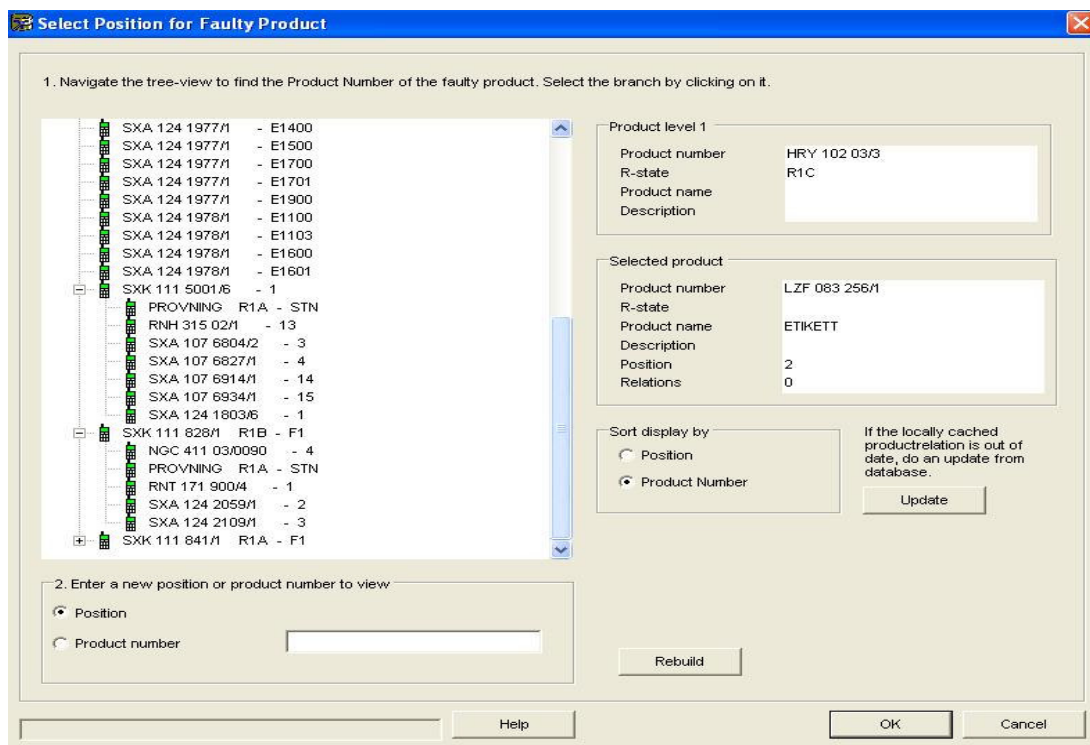 Select Position for Faulty Product
1. Navigate the tree-view to find the Product Number of the faulty product. Select the branch by clicking on it.
SXA 124 1977/1 - E1400
SXA 124 1977/1 - E1500
SXA 124 1977/1 - E1700
SXA 124 1977/1 - E1701
SXA 124 1977/1 - E1900
SXA 124 1978/1 - E1100
SXA 124 1978/1 - E1103
SXA 124 1978/1 - E1600
SXA 124 1978/1 - E1601
SXK 111 5001/6 - 1
PROVNING R1A - STN
RNH 315 02/1 - 13
SXA 107 6804/2 - 3
SXA 107 6827/1 - 4
SXA 107 6914/1 - 14
SXA 107 6934/1 - 15
SXA 124 1803/6 - 1
SXK 111 828/1 R1B - F1
NGC 411 03/0090 - 4
PROVNING R1A - STN
RNT 171 900/4 - 1
SXA 124 2059/1 - 2
SXA 124 2109/1 - 3
SXK 111 841/1 R1A - F1
Product level 1
Product number HRY 102 03/3
R-state R1C
Product name
Description
Selected product
Product number LZF 083 256/1
R-state
Product name ETIKETT
Description
Position 2
Relations 0
Sort display by
Position
Product Number
If the locally cached
productrelation is out of
date, do an update from
database.
Update
2. Enter a new position or product number to view
Position
Product number
Rebuild
Help
OK
Cancel